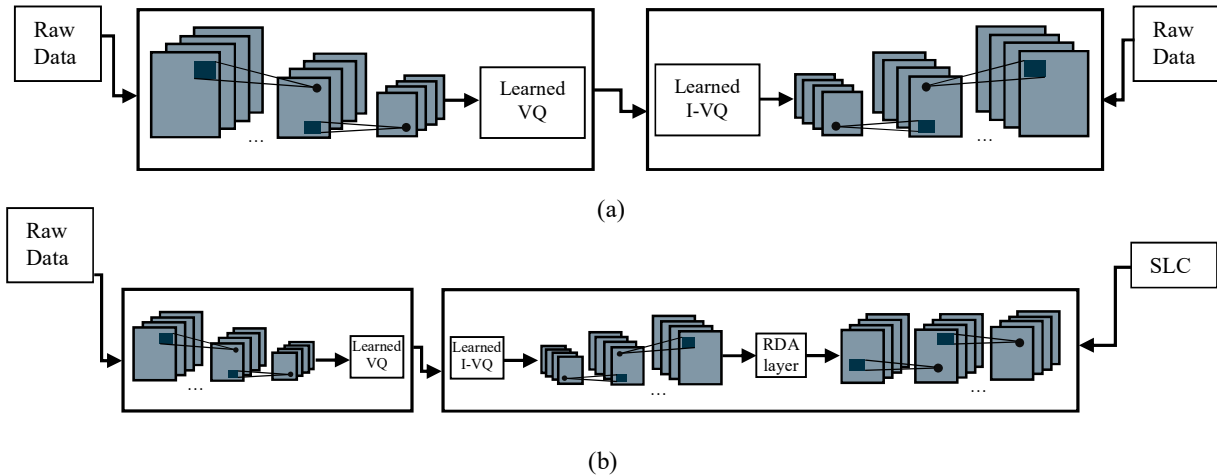 Raw
Data
Learned
VQ
...
Learned
I-VQ
...
Raw
Data
(a)
Raw
Data
...
Learned
VQ
Learned
I-VQ
...
RDA
layer
...
SLC
(b)